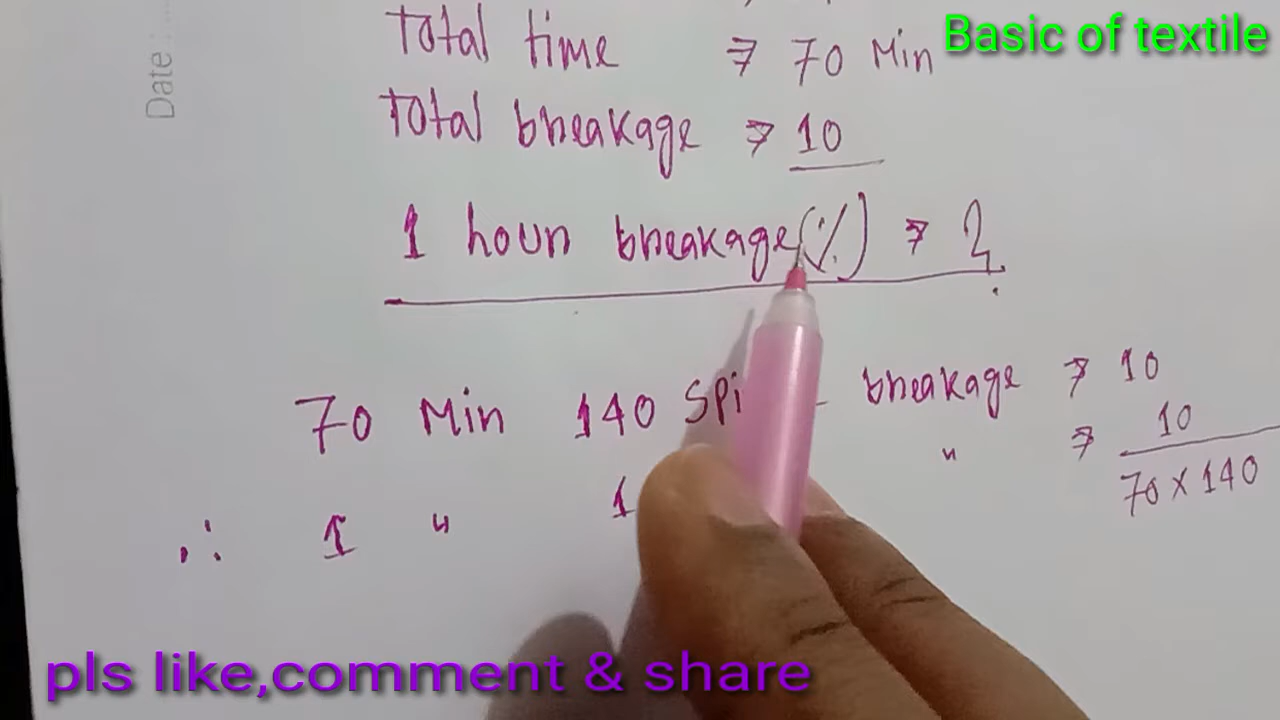 Basic of textile
Date :
Total time ⇒ 70 Min
Total breakage ⇒ 10
1 hour breakage (%) ⇒ ?
70 Min 140 Spi breakage ⇒ 10
∴ 1 " 1 " ⇒ 10 / 70 × 140
pls like,comment & share